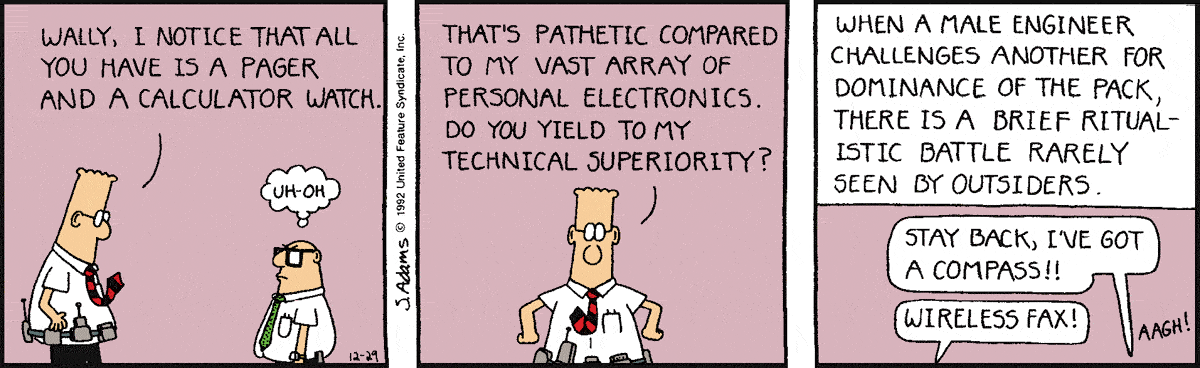 WALLY, I NOTICE THAT ALL
YOU HAVE IS A PAGER
AND A CALCULATOR WATCH.
UH-OH
12-29
S. Adams © 1992 United Feature Syndicate, Inc.
THAT'S PATHETIC COMPARED
TO MY VAST ARRAY OF
PERSONAL ELECTRONICS.
DO YOU YIELD TO MY
TECHNICAL SUPERIORITY?
WHEN A MALE ENGINEER
CHALLENGES ANOTHER FOR
DOMINANCE OF THE PACK,
THERE IS A BRIEF RITUAL-
ISTIC BATTLE RARELY
SEEN BY OUTSIDERS.
STAY BACK, I'VE GOT
A COMPASS!!
WIRELESS FAX!
AAGH!